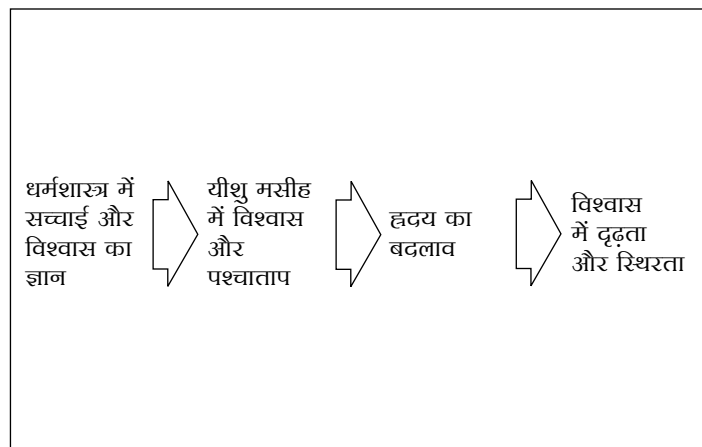 धर्मशास्त्र में
सच्चाई और
विश्वास का
ज्ञान
यीशु मसीह
में विश्वास
और
पश्चाताप
हृदय का
बदलाव
विश्वास
में दृढ़ता
और स्थिरता